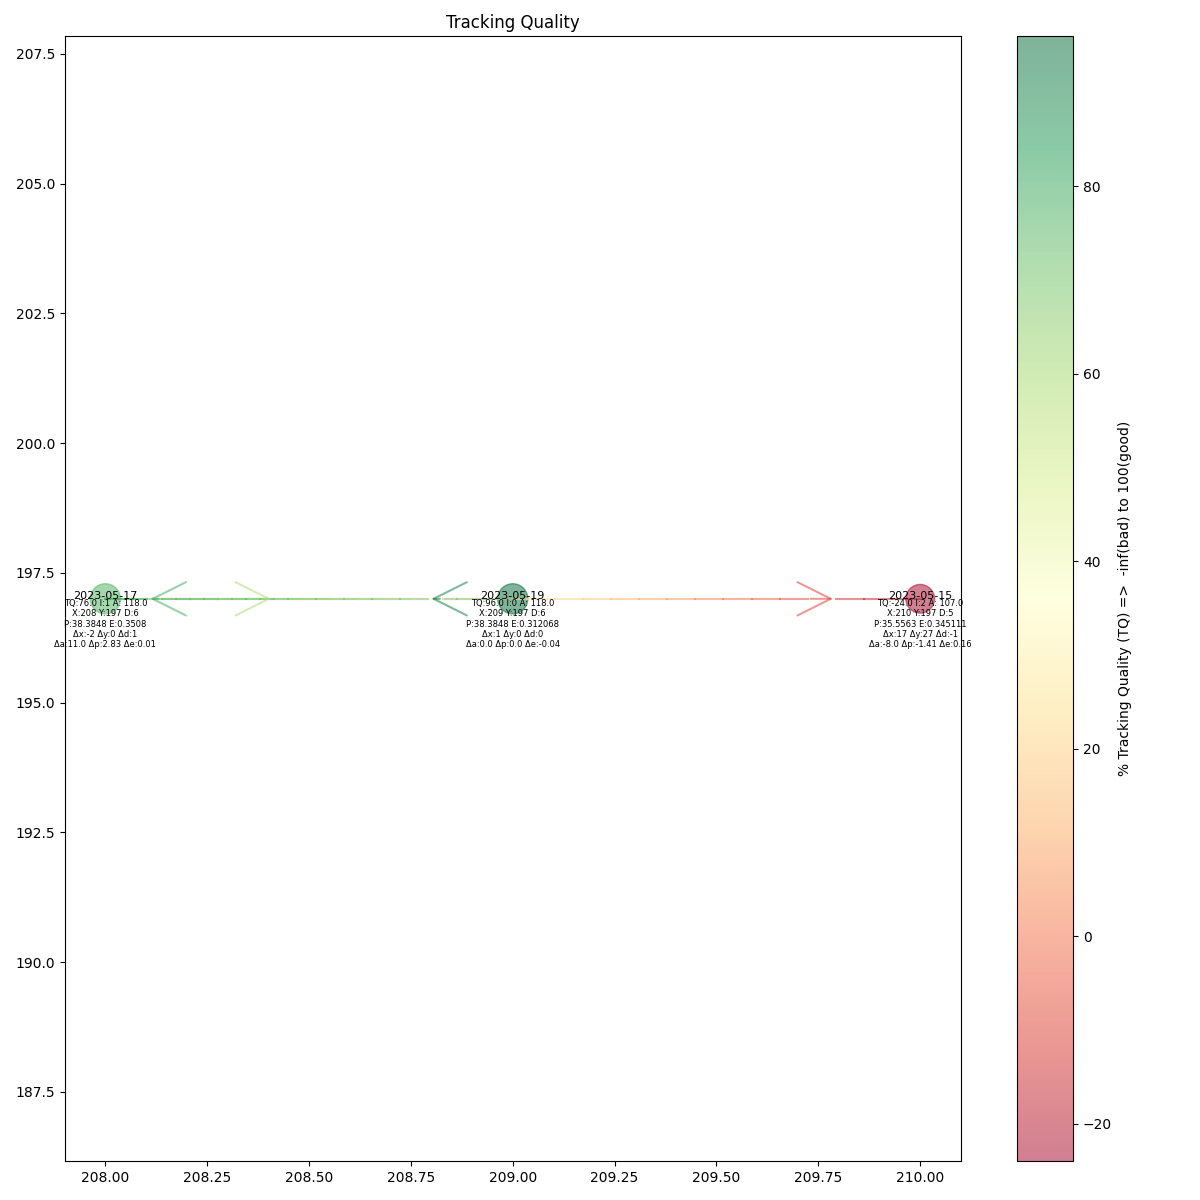 Tracking Quality
207.5
205.0
202.5
200.0
197.5
195.0
192.5
190.0
187.5
2023-05-17
TQ:76.0 I:1 A: 118.0
X:208 Y:197 D:6
P:38.3848 E:0.3508
Δx:-2 Δy:0 Δd:1
Δa:11.0 Δp:2.83 Δe:0.01
2023-05-19
TQ:96.0 I:0 A: 118.0
X:209 Y:197 D:6
P:38.3848 E:0.312068
Δx:1 Δy:0 Δd:0
Δa:0.0 Δp:0.0 Δe:-0.04
2023-05-15
TQ:-24.0 I:2 A: 107.0
X:210 Y:197 D:5
P:35.5563 E:0.345111
Δx:17 Δy:27 Δd:-1
Δa:-8.0 Δp:-1.41 Δe:0.16
208.00 208.25 208.50 208.75 209.00 209.25 209.50 209.75 210.00
80
60
40
20
0
−20
% Tracking Quality (TQ) => -inf(bad) to 100(good)